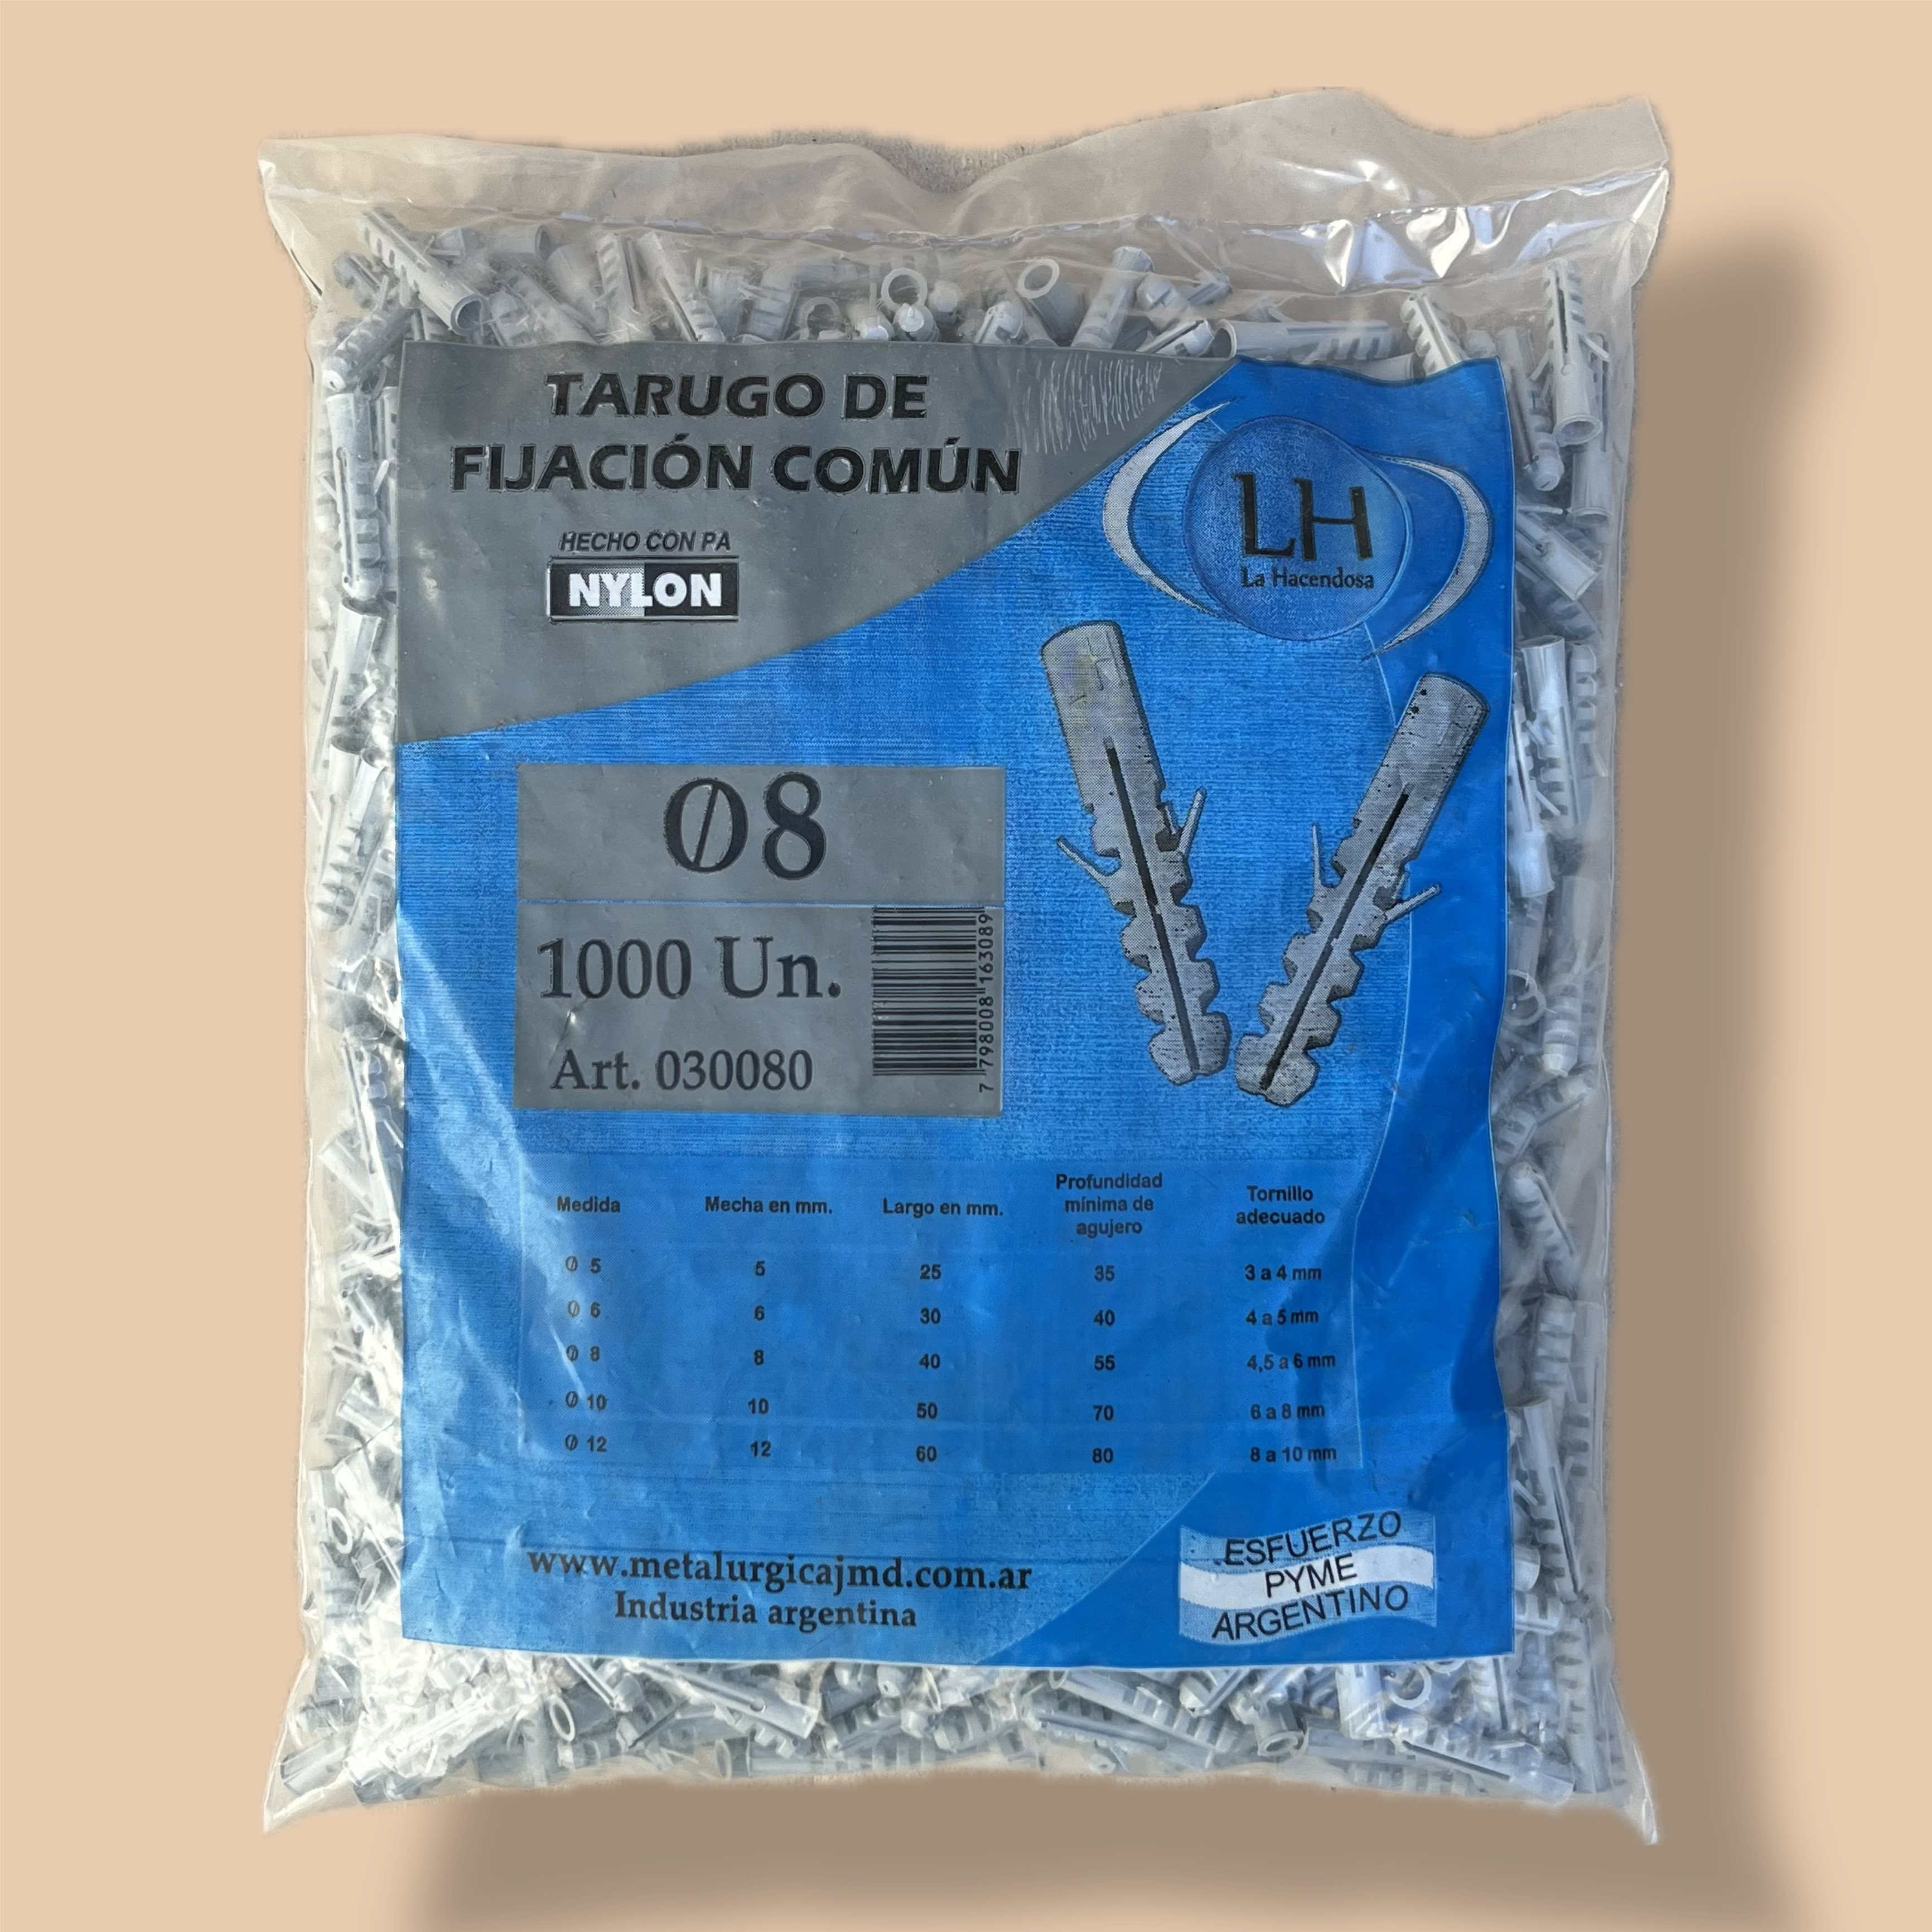 TARUGO DE
FIJACIÓN COMÚN
HECHO CON PA
NYLON
LH
La Hacendosa
Ø8
1000 Un.
Art. 030080
7 798008 163089
Medida Mecha en mm. Largo en mm. Profundidad mínima de agujero Tornillo adecuado
Ø 5 5 25 35 3 a 4 mm
Ø 6 6 30 40 4 a 5 mm
Ø 8 8 40 55 4,5 a 6 mm
Ø 10 10 50 70 6 a 8 mm
Ø 12 12 60 80 8 a 10 mm
www.metalurgicajmd.com.ar
Industria argentina
ESFUERZO
PYME
ARGENTINO